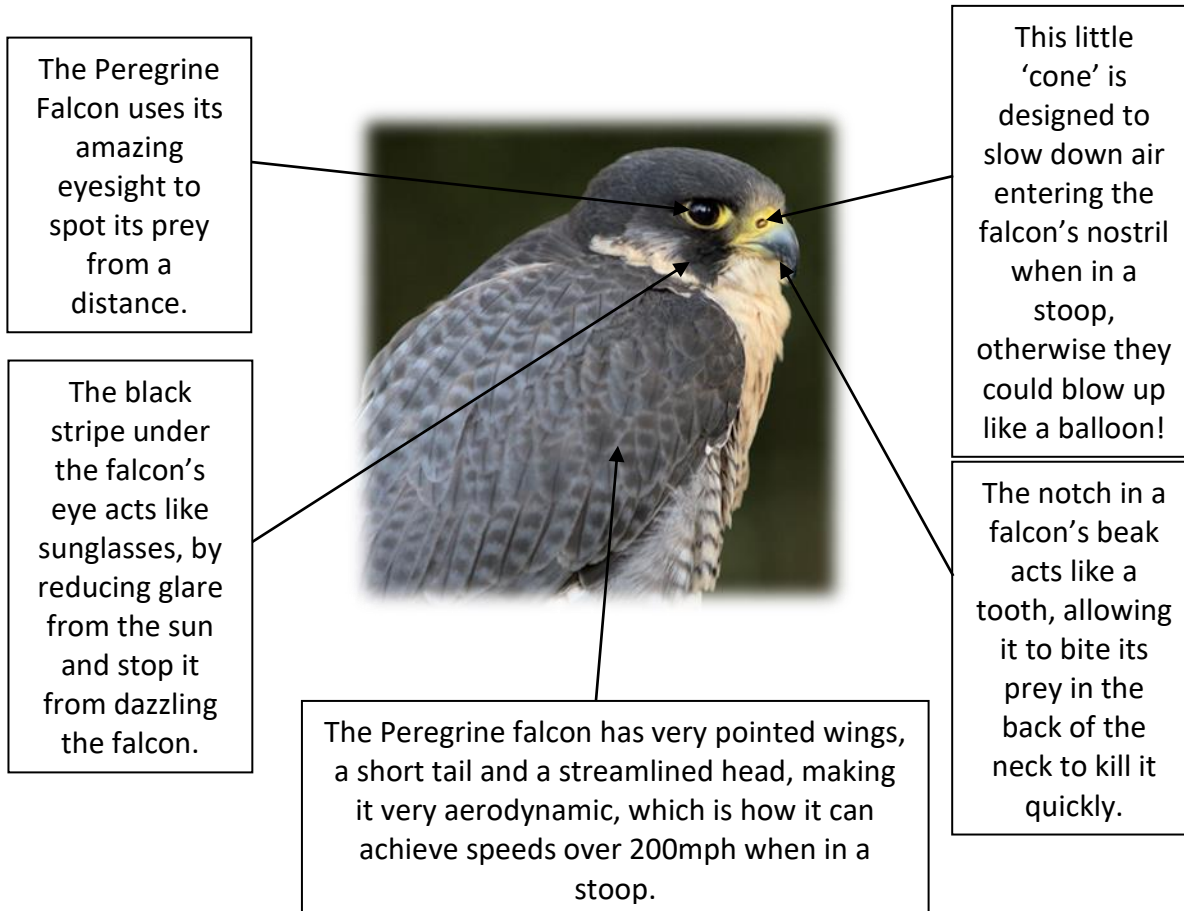 The Peregrine
Falcon uses its
amazing
eyesight to
spot its prey
from a
distance.
The black
stripe under
the falcon’s
eye acts like
sunglasses, by
reducing glare
from the sun
and stop it
from dazzling
the falcon.
This little
‘cone’ is
designed to
slow down air
entering the
falcon’s nostril
when in a
stoop,
otherwise they
could blow up
like a balloon!
The notch in a
falcon’s beak
acts like a
tooth, allowing
it to bite its
prey in the
back of the
neck to kill it
quickly.
The Peregrine falcon has very pointed wings,
a short tail and a streamlined head, making
it very aerodynamic, which is how it can
achieve speeds over 200mph when in a
stoop.